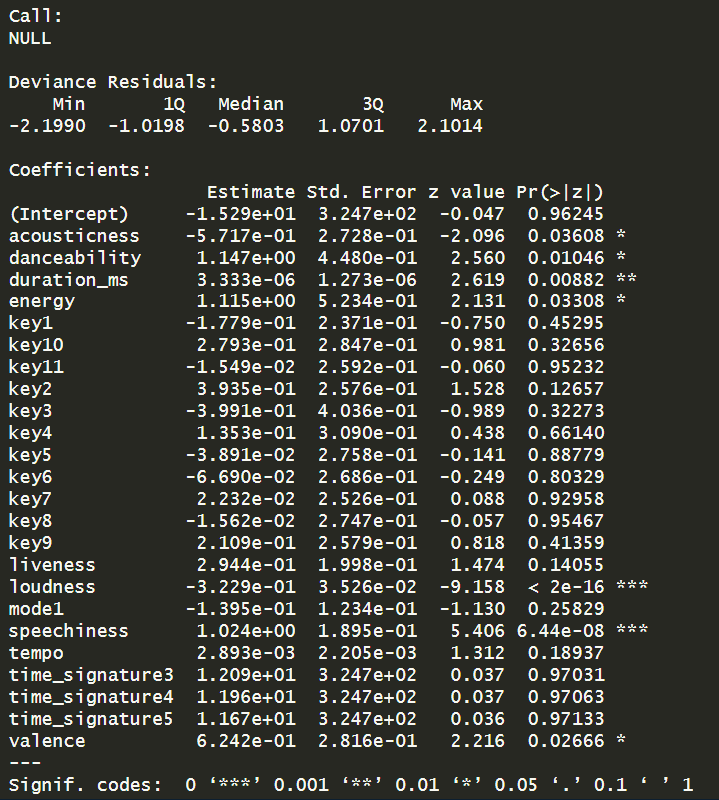 Call:
NULL

Deviance Residuals:
    Min       1Q   Median       3Q      Max
-2.1990  -1.0198  -0.5803   1.0701   2.1014

Coefficients:
                  Estimate Std. Error z value Pr(>|z|)
(Intercept)     -1.529e+01  3.247e+02  -0.047  0.96245
acousticness    -5.717e-01  2.728e-01  -2.096  0.03608 *
danceability     1.147e+00  4.480e-01   2.560  0.01046 *
duration_ms      3.333e-06  1.273e-06   2.619  0.00882 **
energy           1.115e+00  5.234e-01   2.131  0.03308 *
key1            -1.779e-01  2.371e-01  -0.750  0.45295
key10            2.793e-01  2.847e-01   0.981  0.32656
key11           -1.549e-02  2.592e-01  -0.060  0.95232
key2             3.935e-01  2.576e-01   1.528  0.12657
key3            -3.991e-01  4.036e-01  -0.989  0.32273
key4             1.353e-01  3.090e-01   0.438  0.66140
key5            -3.891e-02  2.758e-01  -0.141  0.88779
key6            -6.690e-02  2.686e-01  -0.249  0.80329
key7             2.232e-02  2.526e-01   0.088  0.92958
key8            -1.562e-02  2.747e-01  -0.057  0.95467
key9             2.109e-01  2.579e-01   0.818  0.41359
liveness         2.944e-01  1.998e-01   1.474  0.14055
loudness        -3.229e-01  3.526e-02  -9.158  < 2e-16 ***
mode1           -1.395e-01  1.234e-01  -1.130  0.25829
speechiness      1.024e+00  1.895e-01   5.406 6.44e-08 ***
tempo            2.893e-03  2.205e-03   1.312  0.18937
time_signature3  1.209e+01  3.247e+02   0.037  0.97031
time_signature4  1.196e+01  3.247e+02   0.037  0.97063
time_signature5  1.167e+01  3.247e+02   0.036  0.97133
valence          6.242e-01  2.816e-01   2.216  0.02666 *
---
Signif. codes:  0 ‘***’ 0.001 ‘**’ 0.01 ‘*’ 0.05 ‘.’ 0.1 ‘ ’ 1